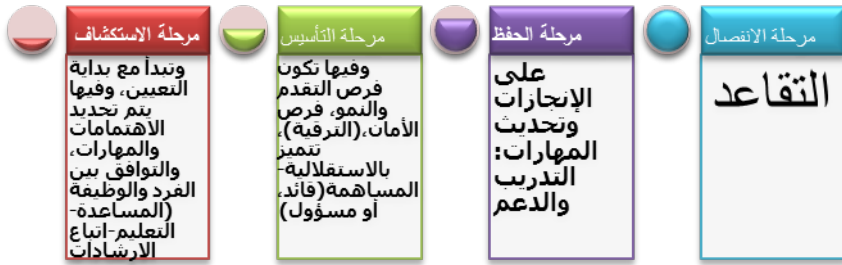 مرحلة الاستكشاف
وتبدأ مع بداية
التعيين، وفيها
يتم تحديد
الاهتمامات
والمهارات،
والتوافق بين
الفرد والوظيفة
(المساعدة-
التعليم-اتباع
الارشادات
مرحلة التأسيس
وفيها تكون
فرص التقدم
والنمو، فرص
الأمان،(الترقية)،
تتميز
بالاستقلالية-
المساهمة(قائد،
أو مسؤول)
مرحلة الحفظ
على
الإنجازات
وتحديث
المهارات:
التدريب
والدعم
مرحلة الانفصال
التقاعد